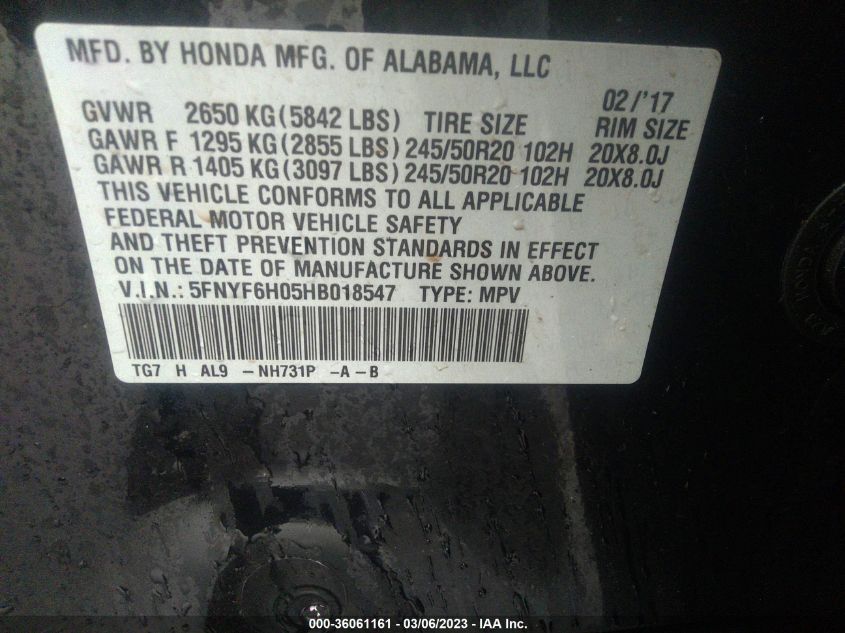 MFD. BY HONDA MFG. OF ALABAMA, LLC
02/'17
GVWR 2650 KG(5842 LBS) TIRE SIZE RIM SIZE
GAWR F 1295 KG(2855 LBS) 245/50R20 102H 20X8.0J
GAWR R 1405 KG(3097 LBS) 245/50R20 102H 20X8.0J
THIS VEHICLE CONFORMS TO ALL APPLICABLE
FEDERAL MOTOR VEHICLE SAFETY
AND THEFT PREVENTION STANDARDS IN EFFECT
ON THE DATE OF MANUFACTURE SHOWN ABOVE.
V.I.N.: 5FNYF6H05HB018547 TYPE: MPV
TG7 H AL9 -NH731P -A-B
000-36061161 - 03/06/2023 - IAA Inc.